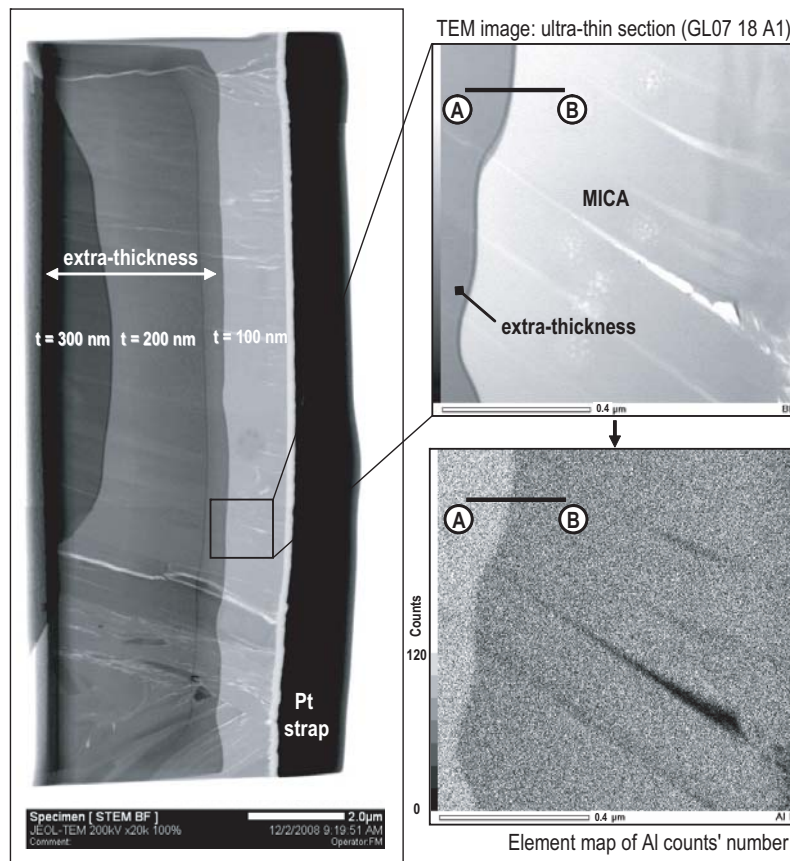 extra-thickness
t = 300 nm
t = 200 nm
t = 100 nm
Pt
strap
Specimen [ STEM BF ]
2.0µm
JEOL-TEM 200kV x20k 100%
12/2/2008 9:19:51 AM
Comment:
Operator:FM
TEM image: ultra-thin section (GL07 18 A1)
A
B
MICA
extra-thickness
0.4 µm
A
B
Counts
120
0
0.4 µm
Al
Element map of Al counts' number